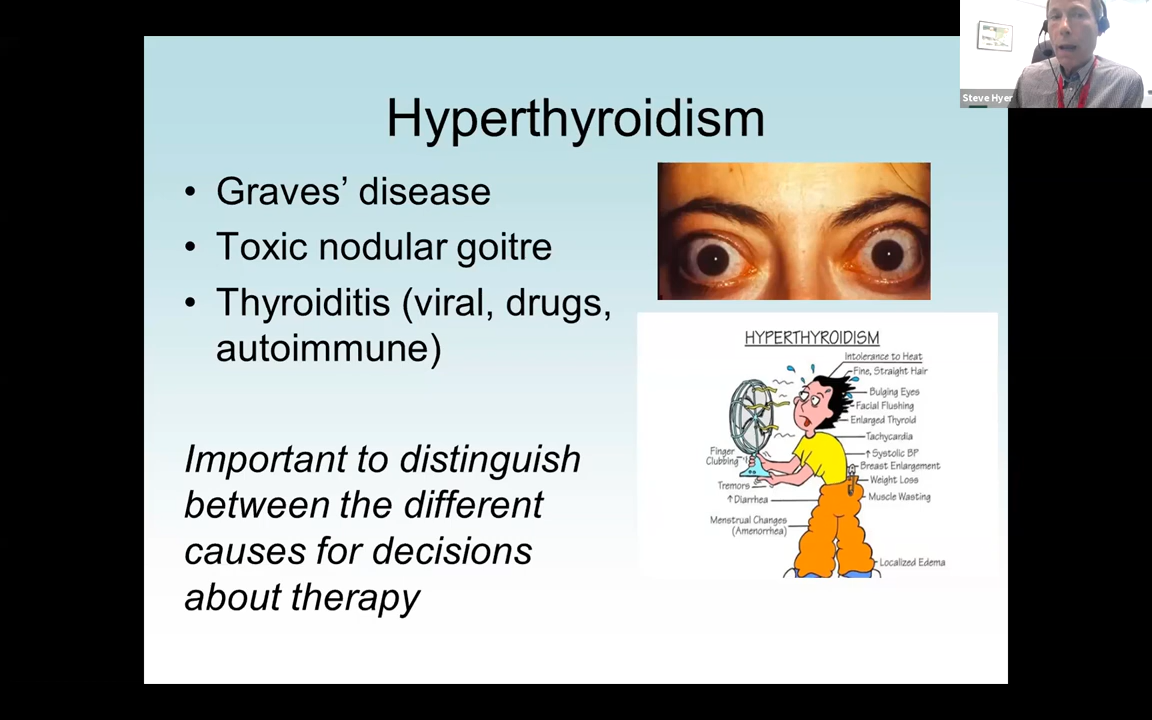 Steve Hyer
Hyperthyroidism
• Graves’ disease
• Toxic nodular goitre
• Thyroiditis (viral, drugs,
autoimmune)
Important to distinguish
between the different
causes for decisions
about therapy
HYPERTHYROIDISM
Intolerance to Heat
Fine, Straight Hair
Bulging Eyes
Facial Flushing
Enlarged Thyroid
Tachycardia
↑ Systolic BP
Breast Enlargement
Weight Loss
Muscle Wasting
Localized Edema
Finger
Clubbing
Tremors
↑ Diarrhea
Menstrual Changes
(Amenorrhea)